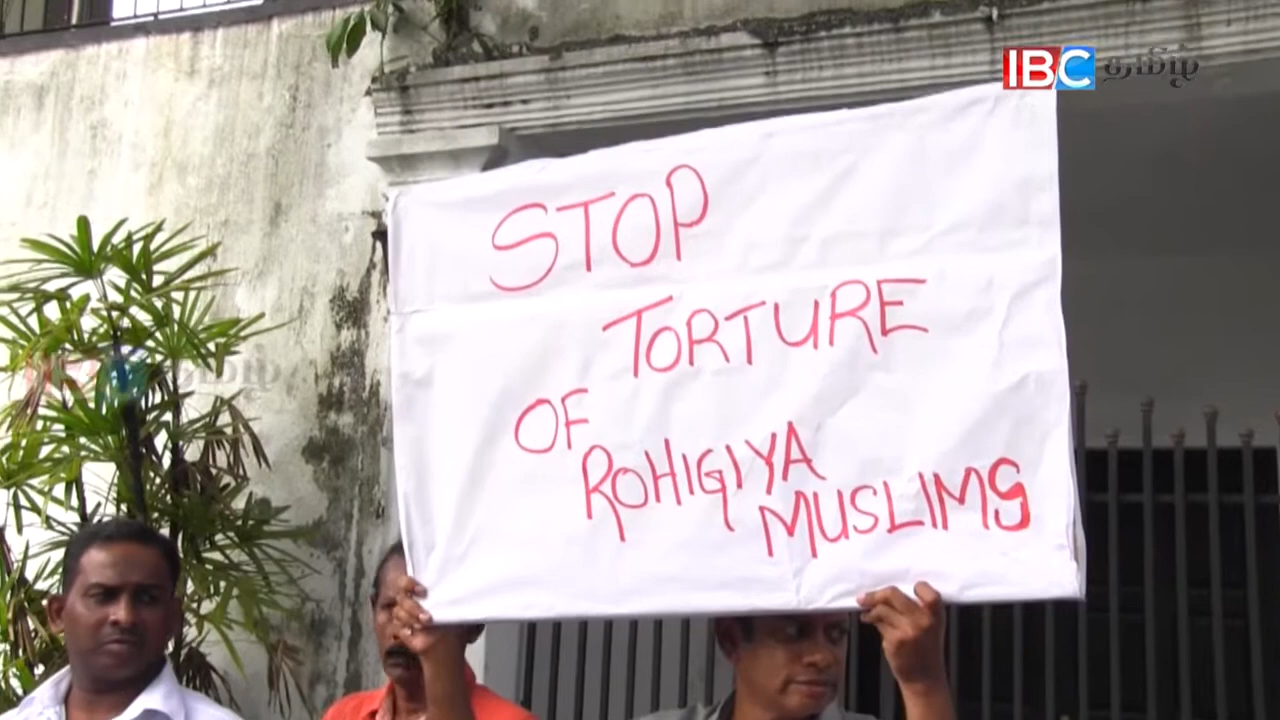 IBC தமிழ்
STOP
TORTURE
OF
ROHIGIYA
MUSLIMS